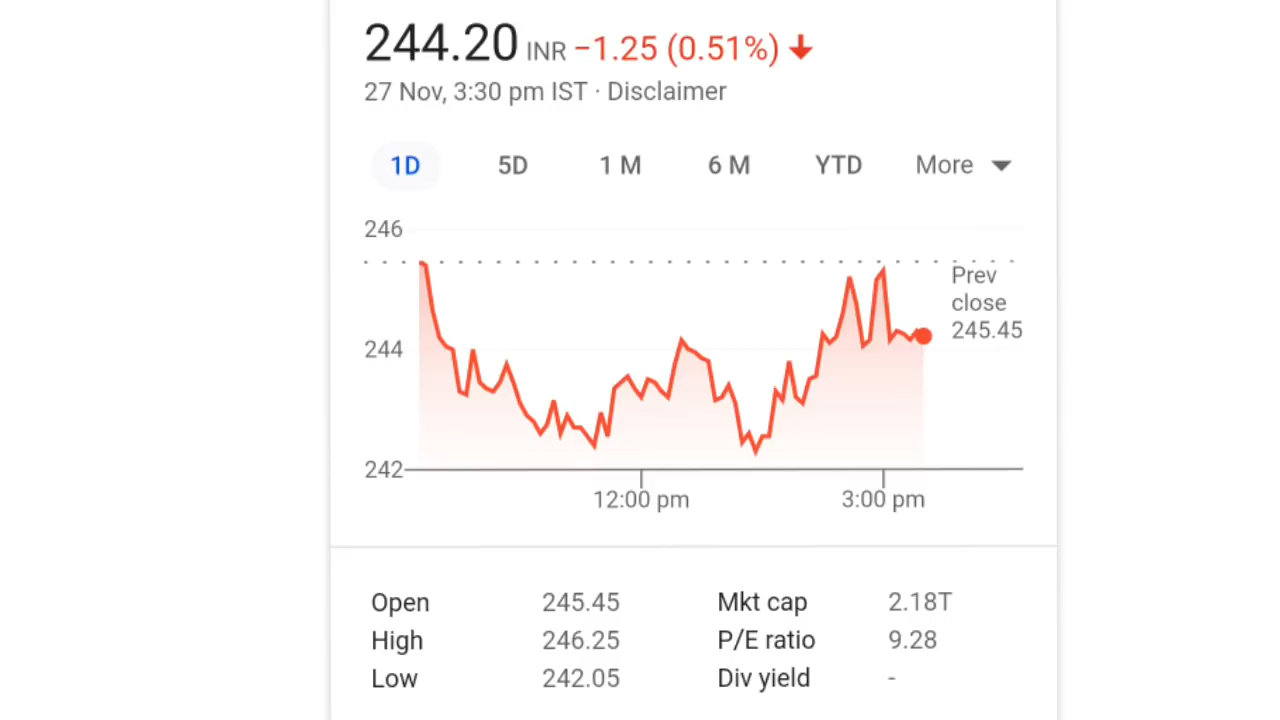 244.20 INR −1.25 (0.51%)
27 Nov, 3:30 pm IST · Disclaimer
1D 5D 1 M 6 M YTD More
246
Prev
close
245.45
244
242
12:00 pm 3:00 pm
Open 245.45 Mkt cap 2.18T
High 246.25 P/E ratio 9.28
Low 242.05 Div yield -